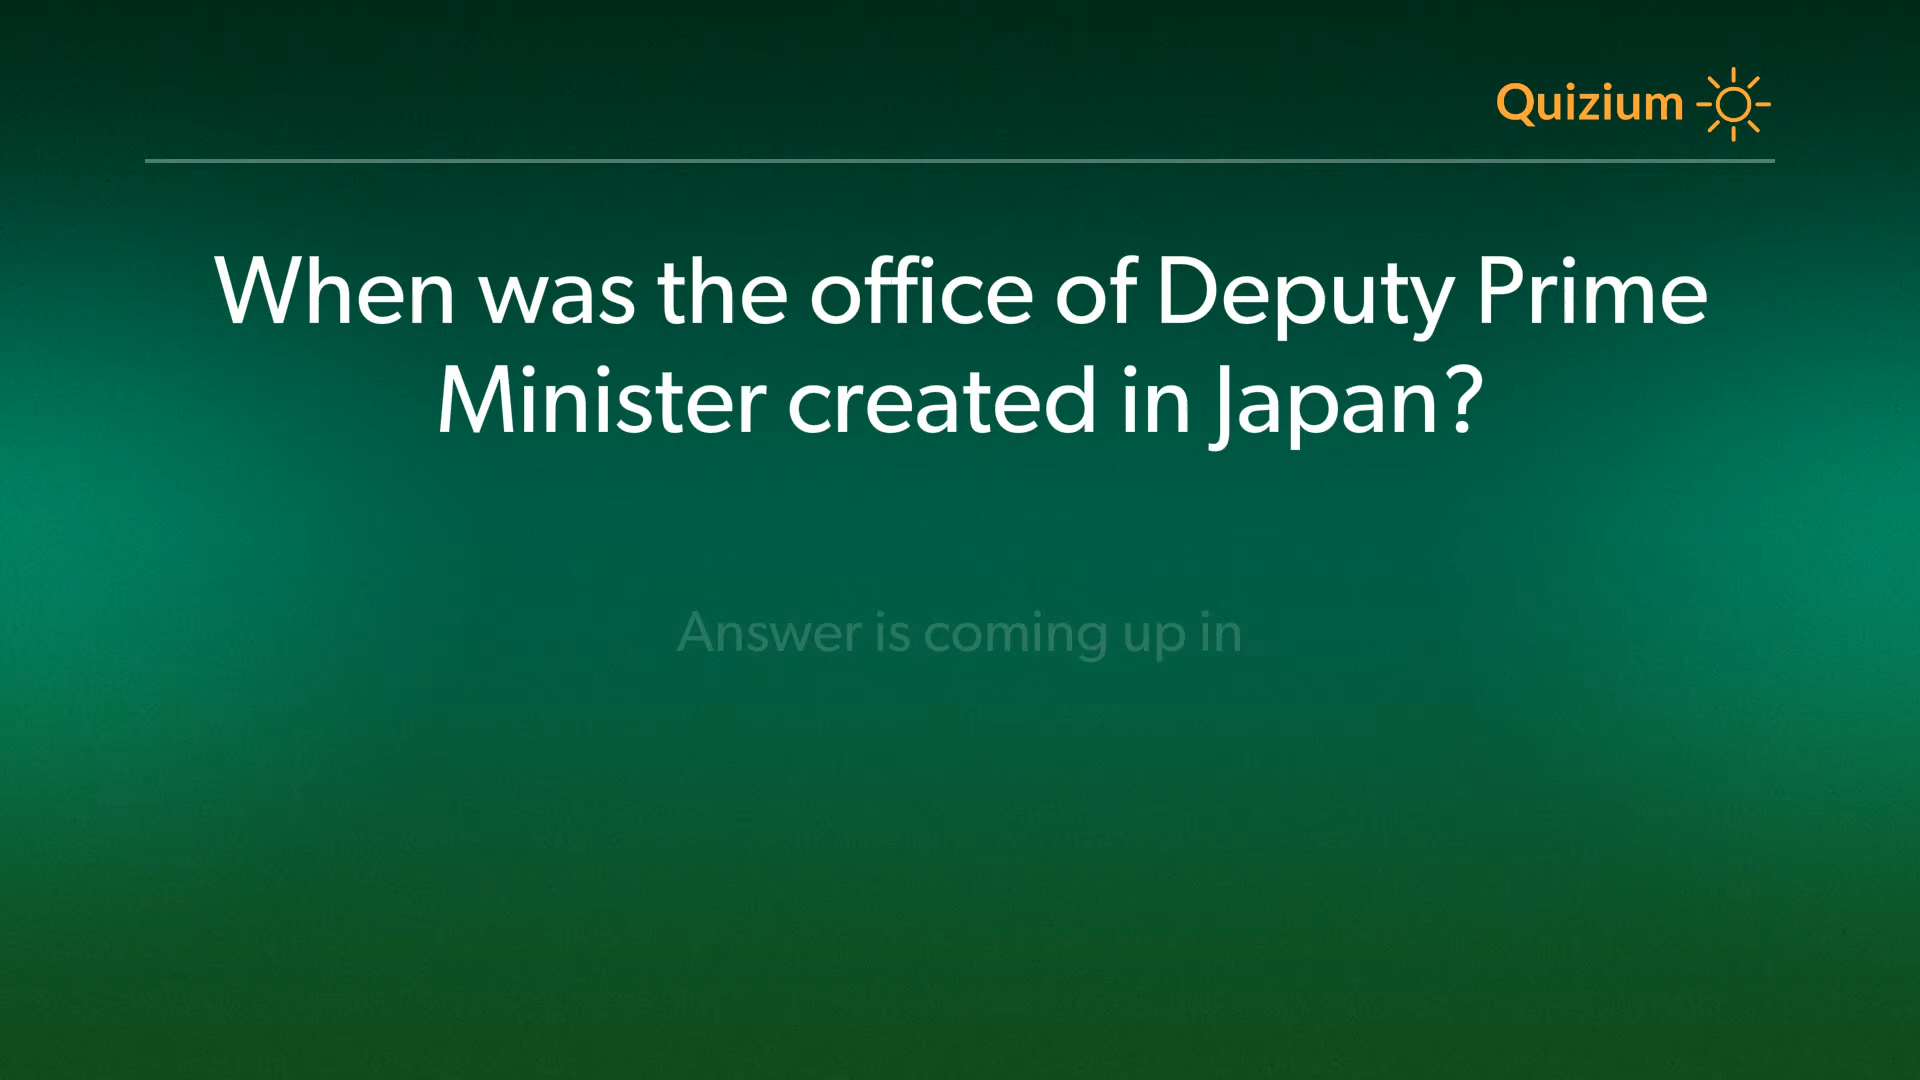 Quizium
When was the office of Deputy Prime
Minister created in Japan?
Answer is coming up in